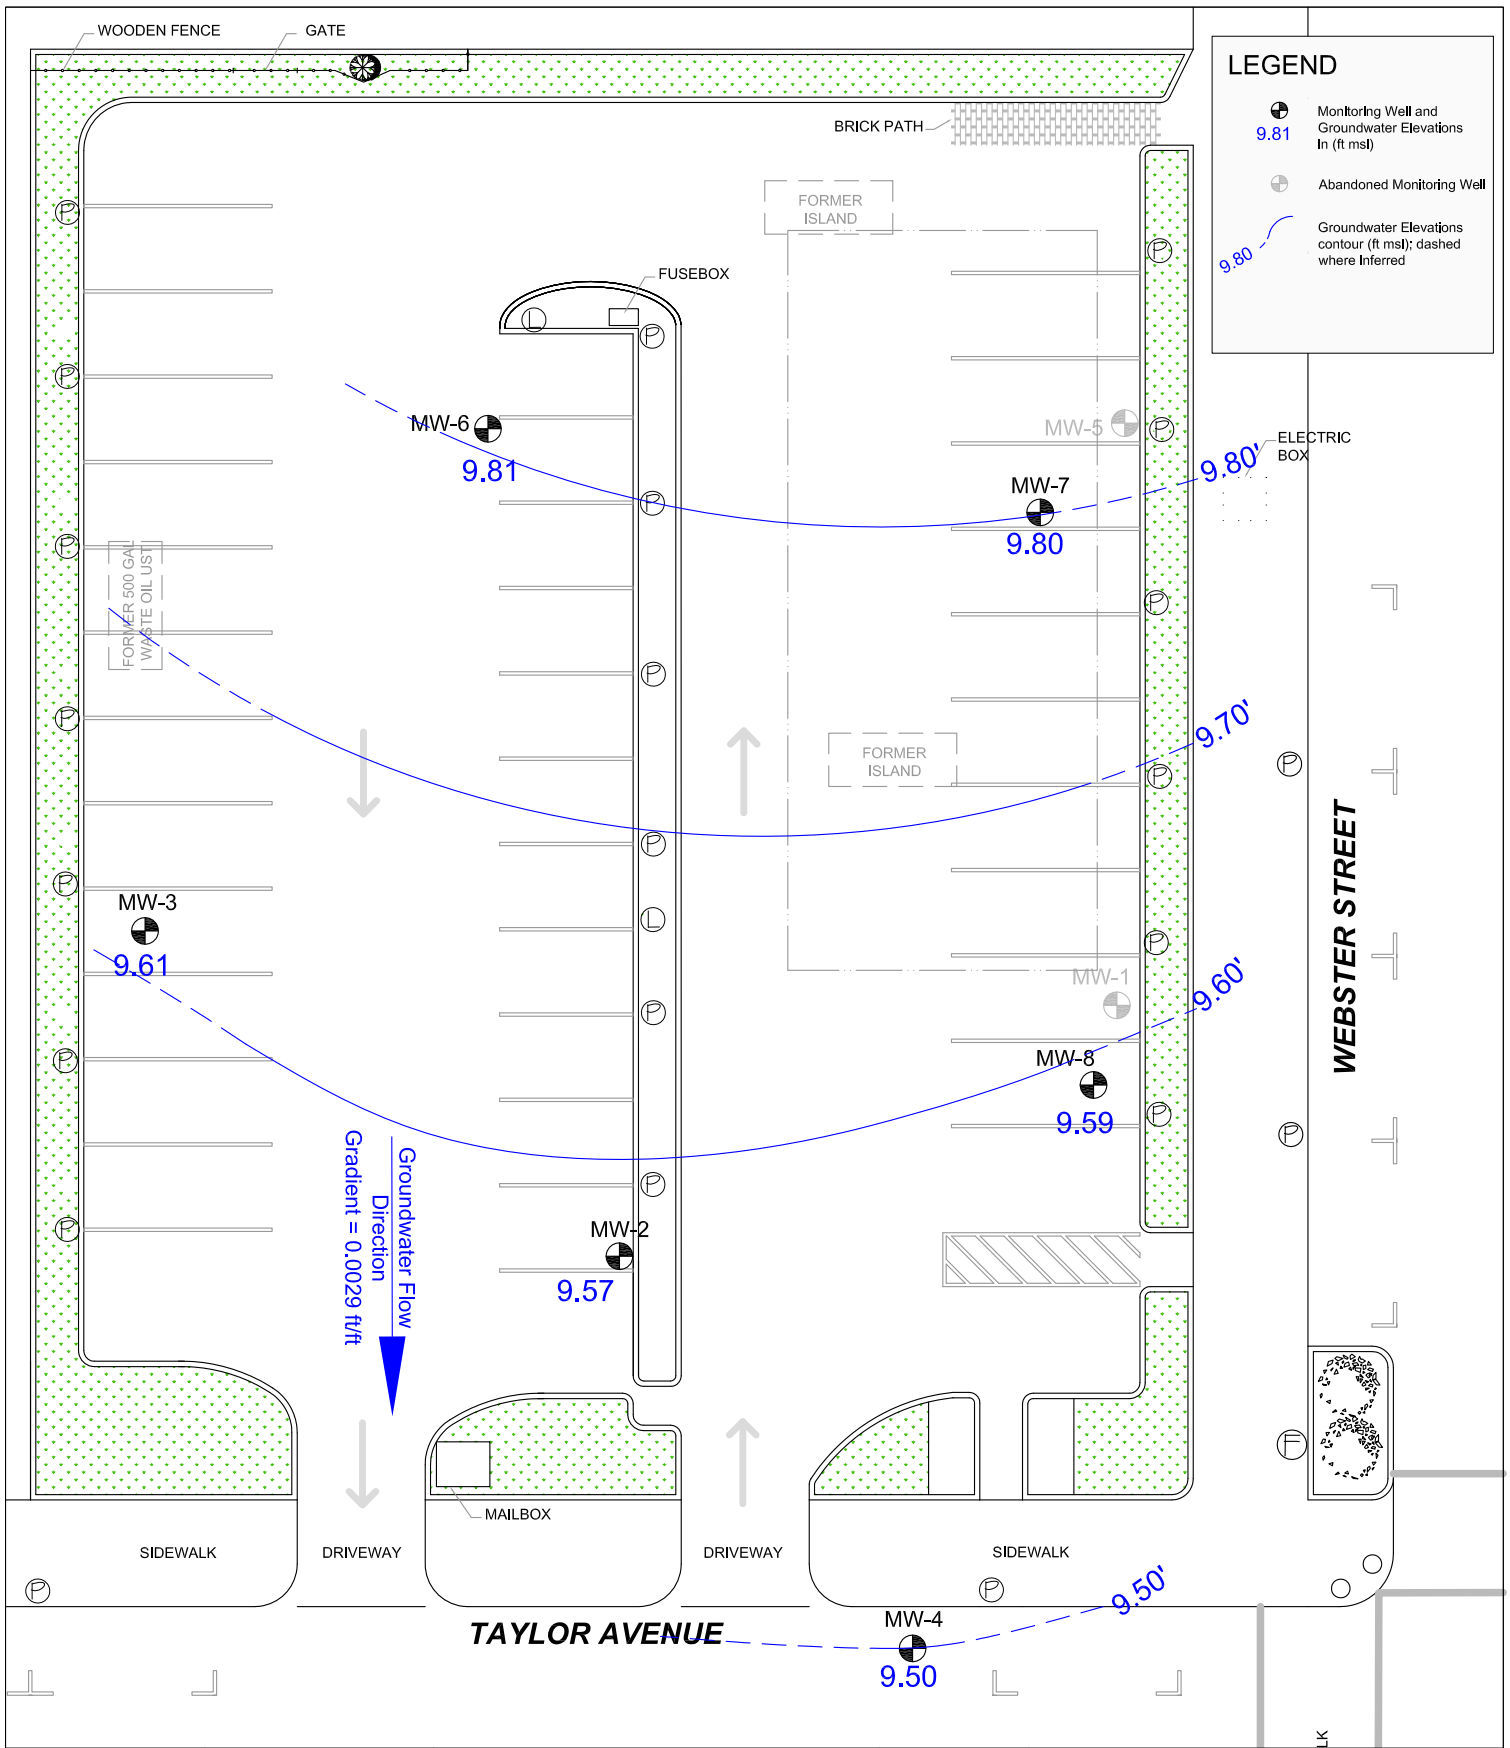 WOODEN FENCE
GATE
LEGEND
9.81
Monitoring Well and
Groundwater Elevations
In (ft msl)
Abandoned Monitoring Well
9.80
Groundwater Elevations
contour (ft msl); dashed
where Inferred
BRICK PATH
FORMER
ISLAND
FUSEBOX
P
P
L
P
P
MW-6
9.81
MW-5
P
ELECTRIC
BOX
9.80'
MW-7
9.80
P
P
FORMER 500 GAL
WASTE OIL UST
P
P
P
9.70'
FORMER
ISLAND
P
P
P
P
WEBSTER STREET
MW-3
9.61
L
P
9.60'
MW-1
P
MW-8
9.59
P
P
P
Groundwater Flow
Direction
Gradient = 0.0029 ft/ft
P
MW-2
9.57
P
F
MAILBOX
SIDEWALK
DRIVEWAY
DRIVEWAY
SIDEWALK
P
P
9.50'
TAYLOR AVENUE
MW-4
9.50
LK